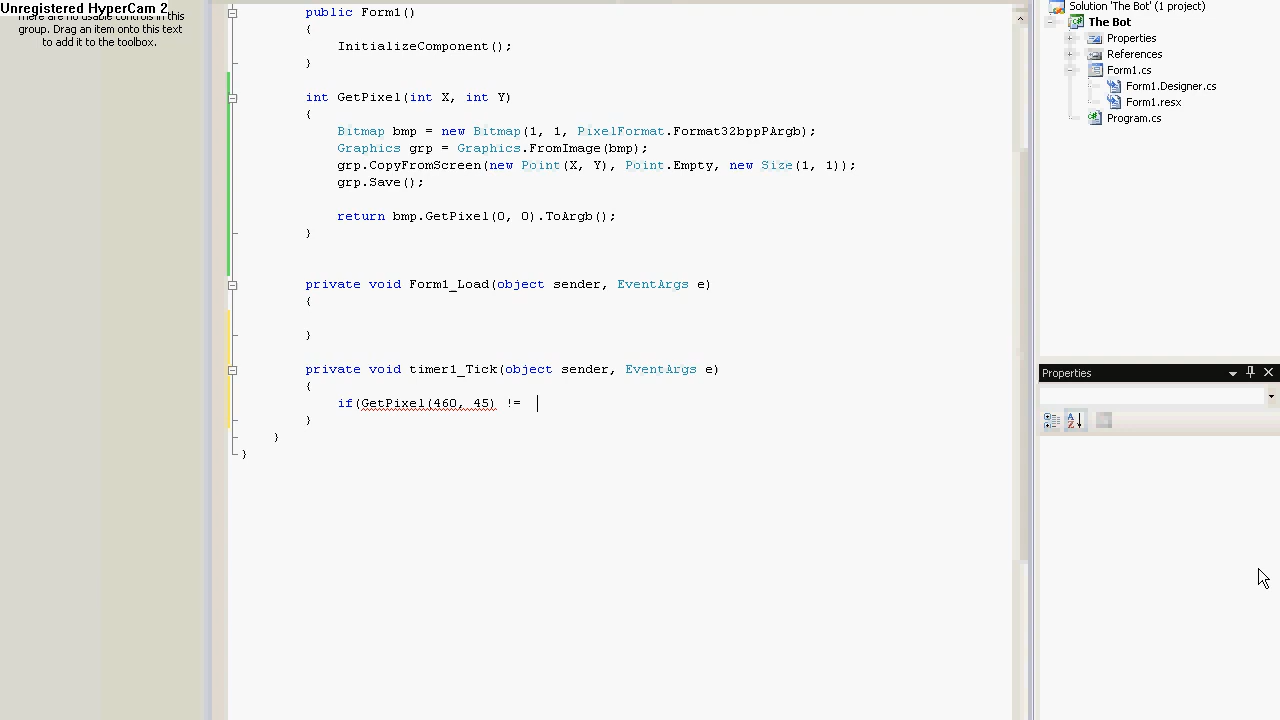 Unregistered HyperCam 2
There are no usable controls in this
group. Drag an item onto this text
to add it to the toolbox.
public Form1()
{
InitializeComponent();
}
int GetPixel(int X, int Y)
{
Bitmap bmp = new Bitmap(1, 1, PixelFormat.Format32bppPArgb);
Graphics grp = Graphics.FromImage(bmp);
grp.CopyFromScreen(new Point(X, Y), Point.Empty, new Size(1, 1));
grp.Save();
return bmp.GetPixel(0, 0).ToArgb();
}
private void Form1_Load(object sender, EventArgs e)
{
}
private void timer1_Tick(object sender, EventArgs e)
{
if(GetPixel(460, 45) !=
}
}
}
Solution 'The Bot' (1 project)
The Bot
Properties
References
Form1.cs
Form1.Designer.cs
Form1.resx
Program.cs
Properties